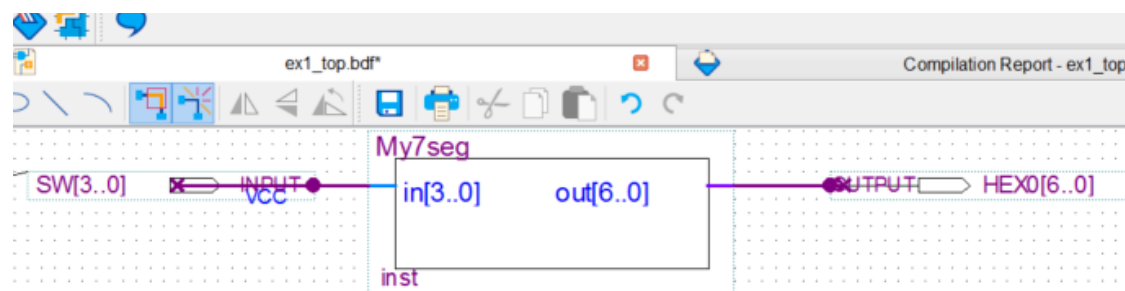 ex1_top.bdf*
Compilation Report - ex1_top
My7seg
SW[3..0]
INPUT
VCC
in[3..0]
out[6..0]
OUTPUT
HEX0[6..0]
inst